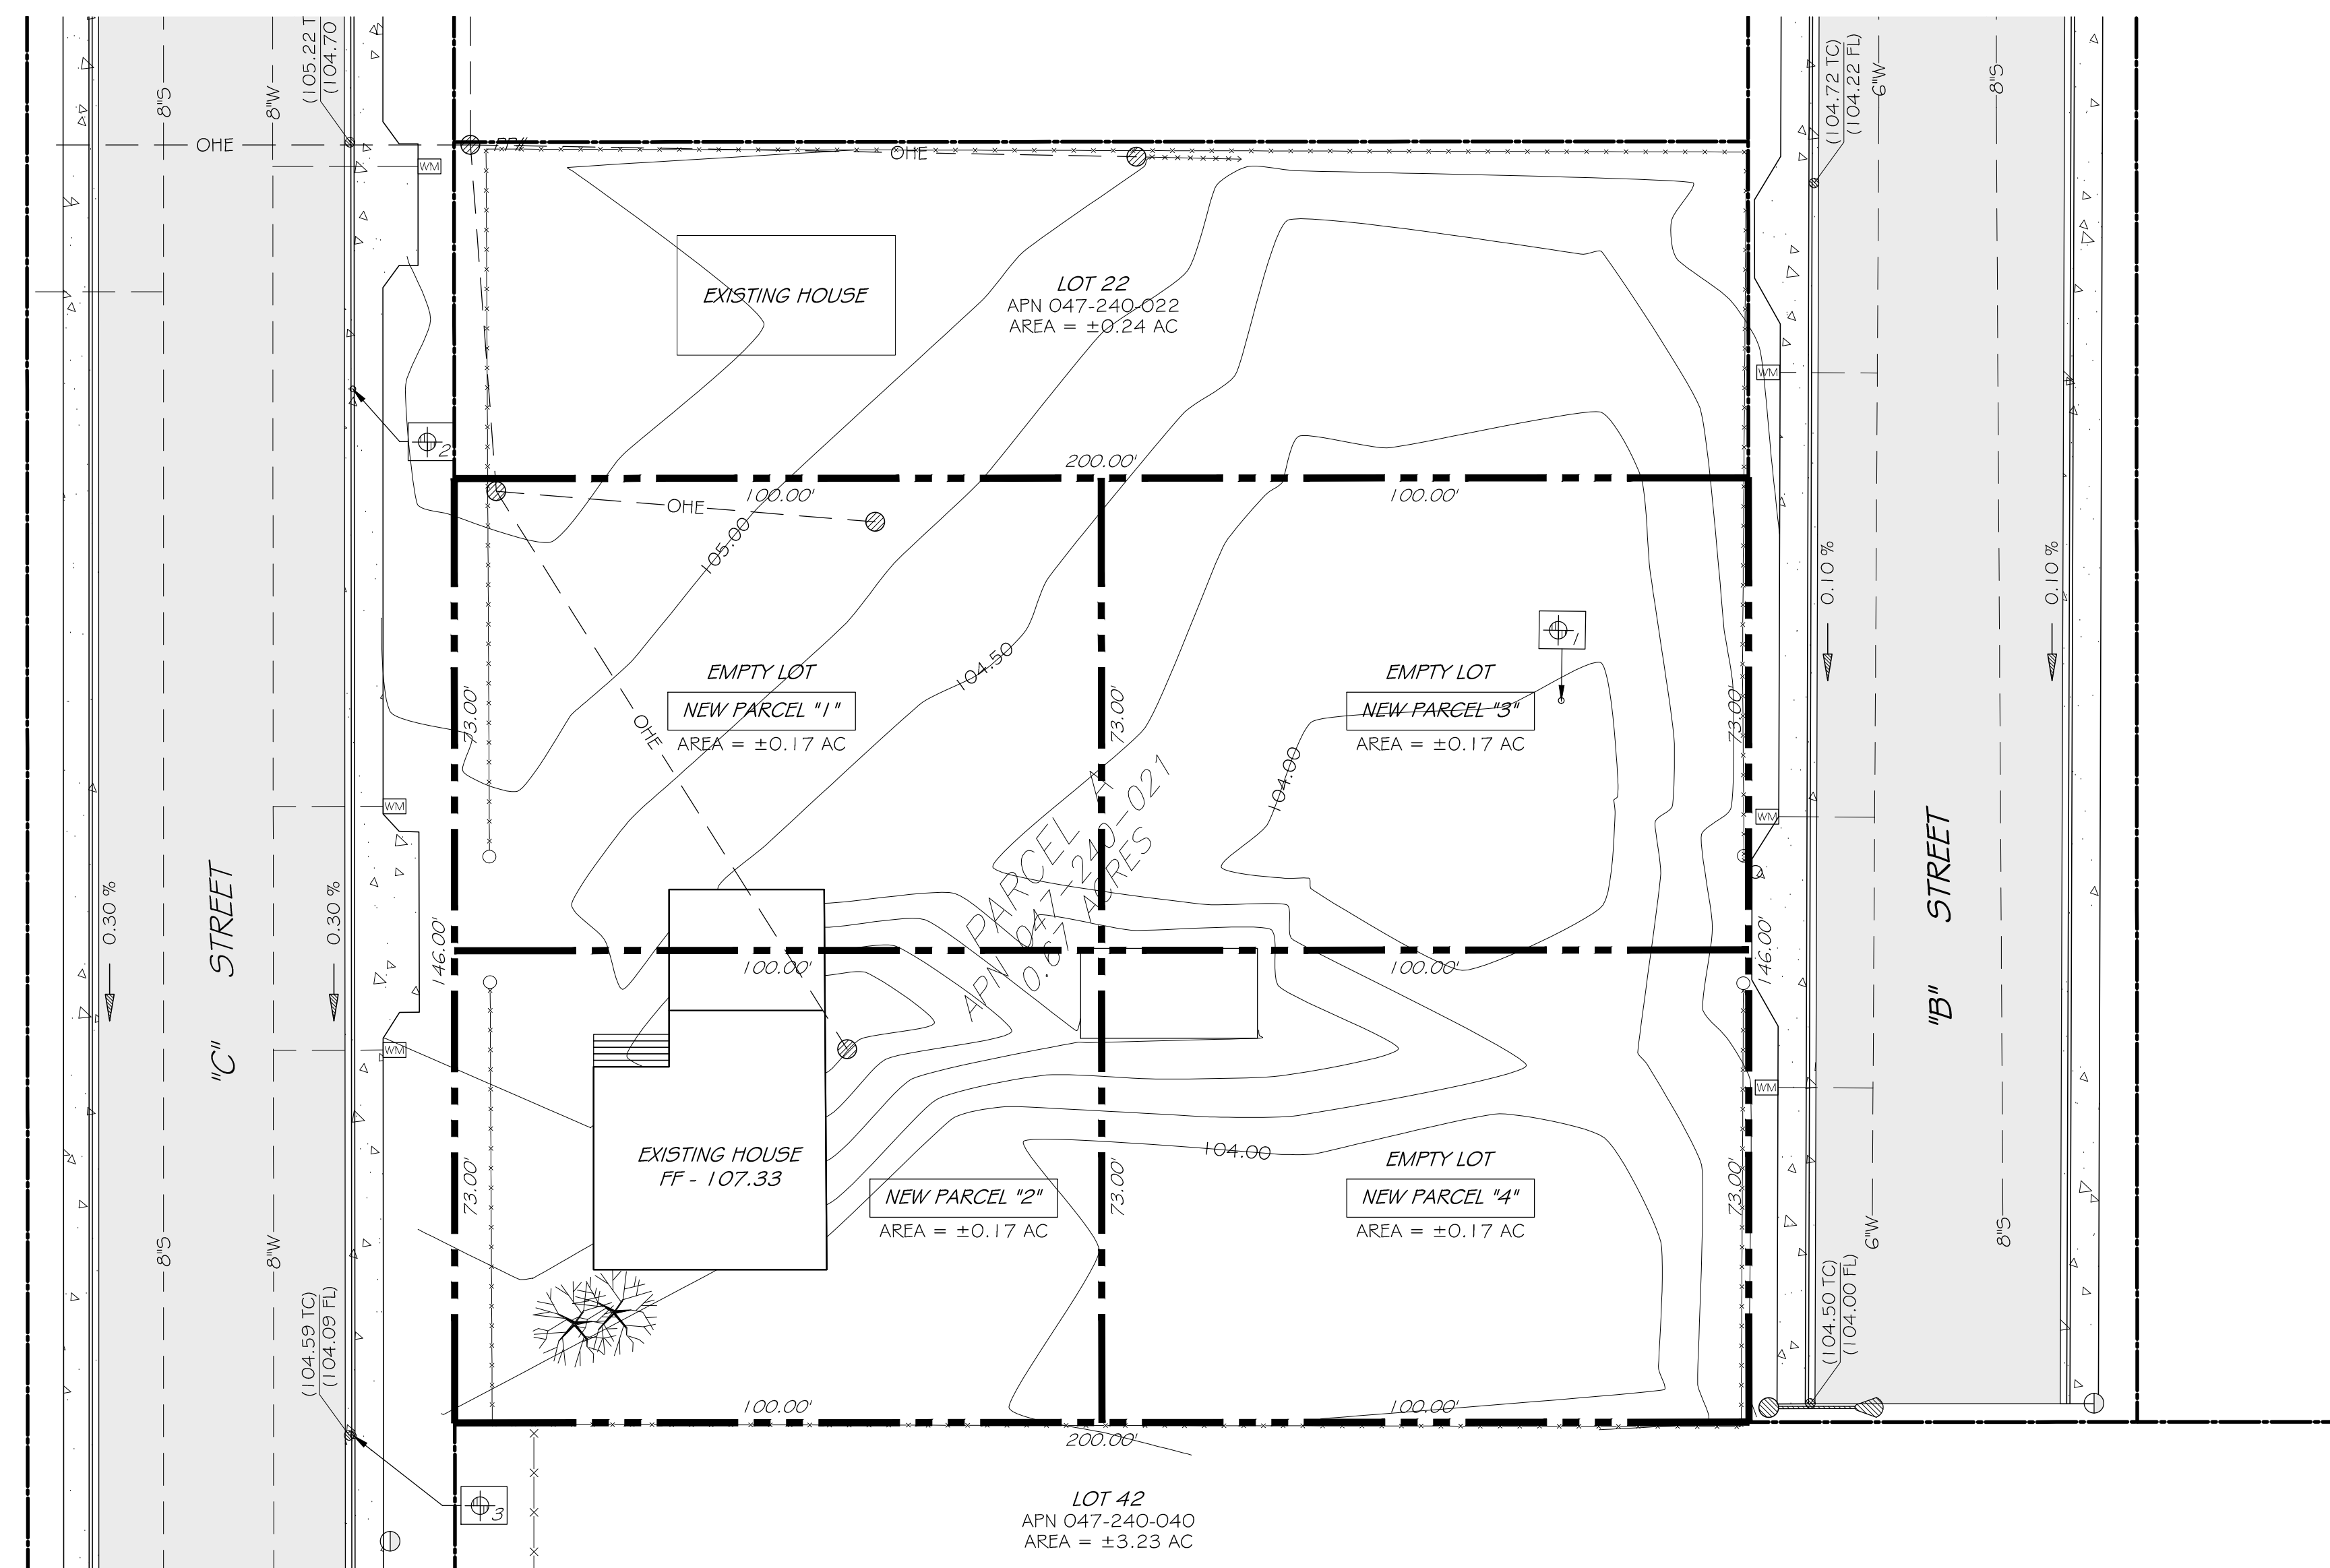 (105.22 T
(104.70
8"S
8"W
OHE
WM
OHE
(104.72 TC)
(104.22 FL)
6"W
8"S
EXISTING HOUSE
LOT 22
APN 047-240-022
AREA = ±0.24 AC
WM
2
200.00'
100.00'
100.00'
OHE
105.00
0.10 %
0.10 %
1
104.50
EMPTY LOT
NEW PARCEL "1"
AREA = ±0.17 AC
EMPTY LOT
NEW PARCEL "3"
AREA = ±0.17 AC
73.00'
73.00'
73.00'
OHE
104.00
WM
WM
PARCEL X
APN 047-240-021
0.67 ACRES
"C" STREET
"B" STREET
0.30 %
0.30 %
146.00'
146.00'
100.00'
100.00'
WM
WM
EXISTING HOUSE
FF - 107.33
104.00
NEW PARCEL "2"
AREA = ±0.17 AC
EMPTY LOT
NEW PARCEL "4"
AREA = ±0.17 AC
73.00'
73.00'
73.00'
8"S
8"W
6"W
8"S
(104.59 TC)
(104.09 FL)
(104.50 TC)
(104.00 FL)
100.00'
100.00'
200.00'
3
LOT 42
APN 047-240-040
AREA = ±3.23 AC